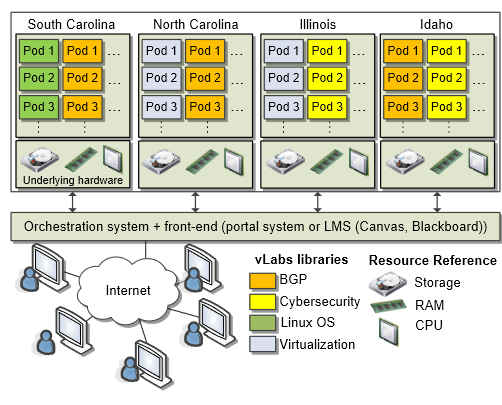 South Carolina North Carolina Illinois Idaho
Pod 1 Pod 1 ... Pod 1 Pod 1 ... Pod 1 Pod 1 ... Pod 1 Pod 1 ...
Pod 2 Pod 2 ... Pod 2 Pod 2 ... Pod 2 Pod 2 ... Pod 2 Pod 2 ...
Pod 3 Pod 3 ... Pod 3 Pod 3 ... Pod 3 Pod 3 ... Pod 3 Pod 3 ...
Underlying hardware
Orchestration system + front-end (portal system or LMS (Canvas, Blackboard))
Internet
vLabs libraries
BGP
Cybersecurity
Linux OS
Virtualization
Resource Reference
Storage
RAM
CPU